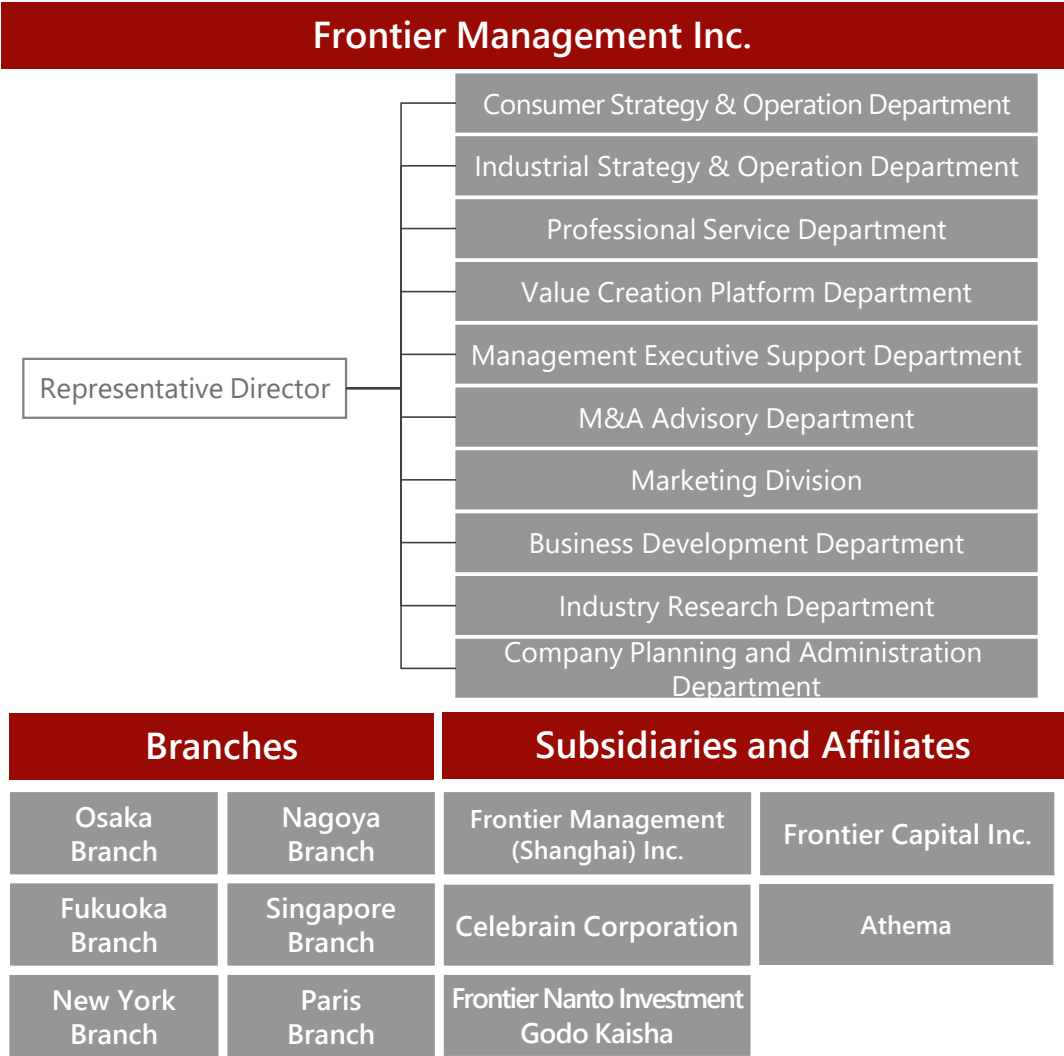 Frontier Management Inc.
Representative Director
Consumer Strategy & Operation Department
Industrial Strategy & Operation Department
Professional Service Department
Value Creation Platform Department
Management Executive Support Department
M&A Advisory Department
Marketing Division
Business Development Department
Industry Research Department
Company Planning and Administration
Department
Branches
Osaka
Branch
Nagoya
Branch
Fukuoka
Branch
Singapore
Branch
New York
Branch
Paris
Branch
Subsidiaries and Affiliates
Frontier Management
(Shanghai) Inc.
Frontier Capital Inc.
Celebrain Corporation
Athema
Frontier Nanto Investment
Godo Kaisha